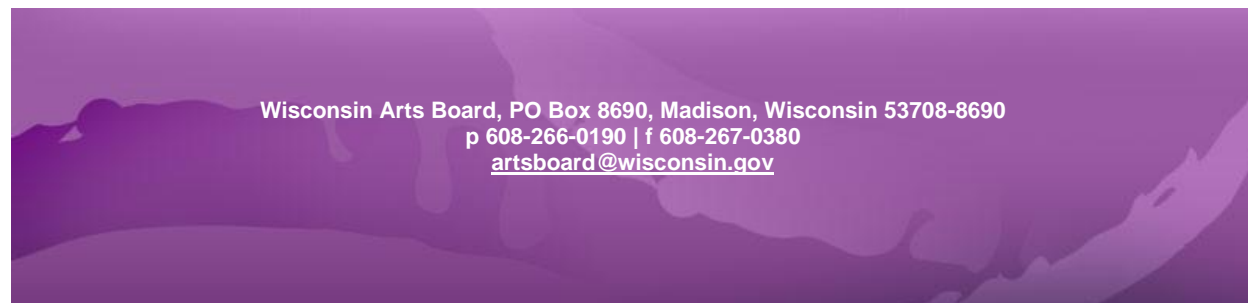 Wisconsin Arts Board, PO Box 8690, Madison, Wisconsin 53708-8690
p 608-266-0190 | f 608-267-0380
artsboard@wisconsin.gov